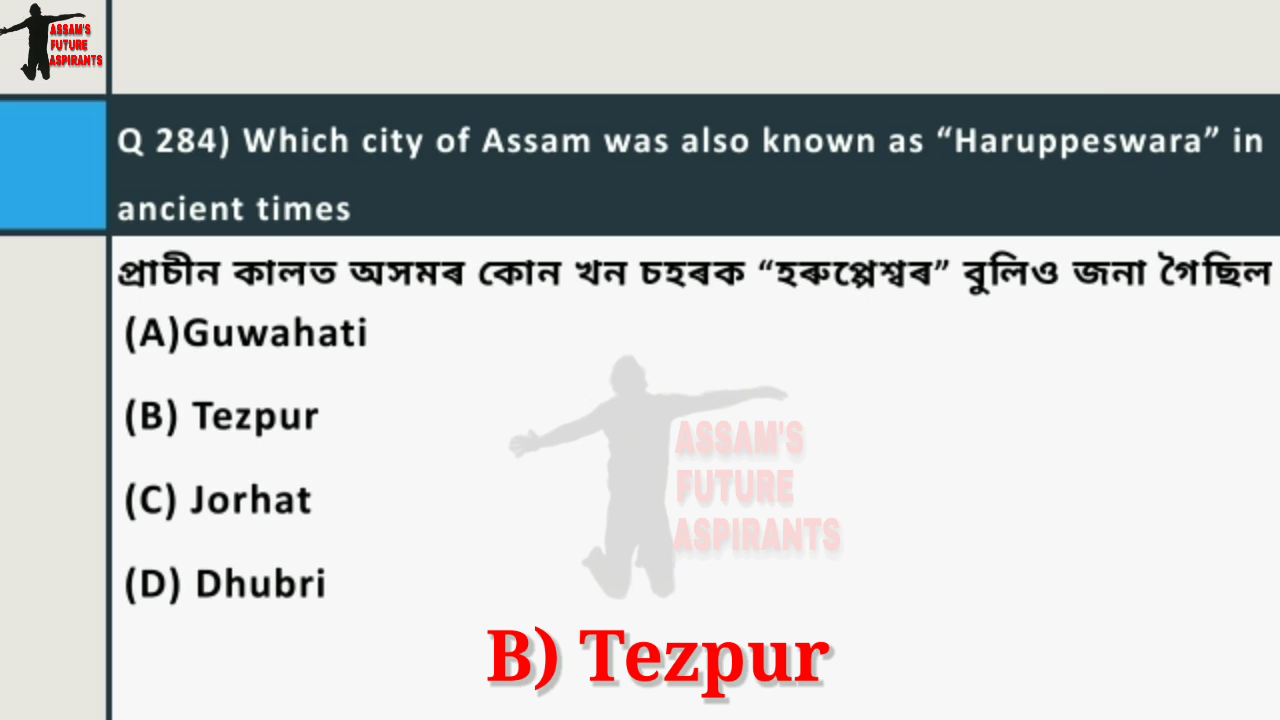 ASSAM'S
FUTURE
ASPIRANTS
Q 284) Which city of Assam was also known as “Haruppeswara” in
ancient times
প্ৰাচীন কালত অসমৰ কোন খন চহৰক “হৰুপ্পেশ্বৰ” বুলিও জনা গৈছিল
(A)Guwahati
(B) Tezpur
(C) Jorhat
(D) Dhubri
ASSAM'S
FUTURE
ASPIRANTS
B) Tezpur